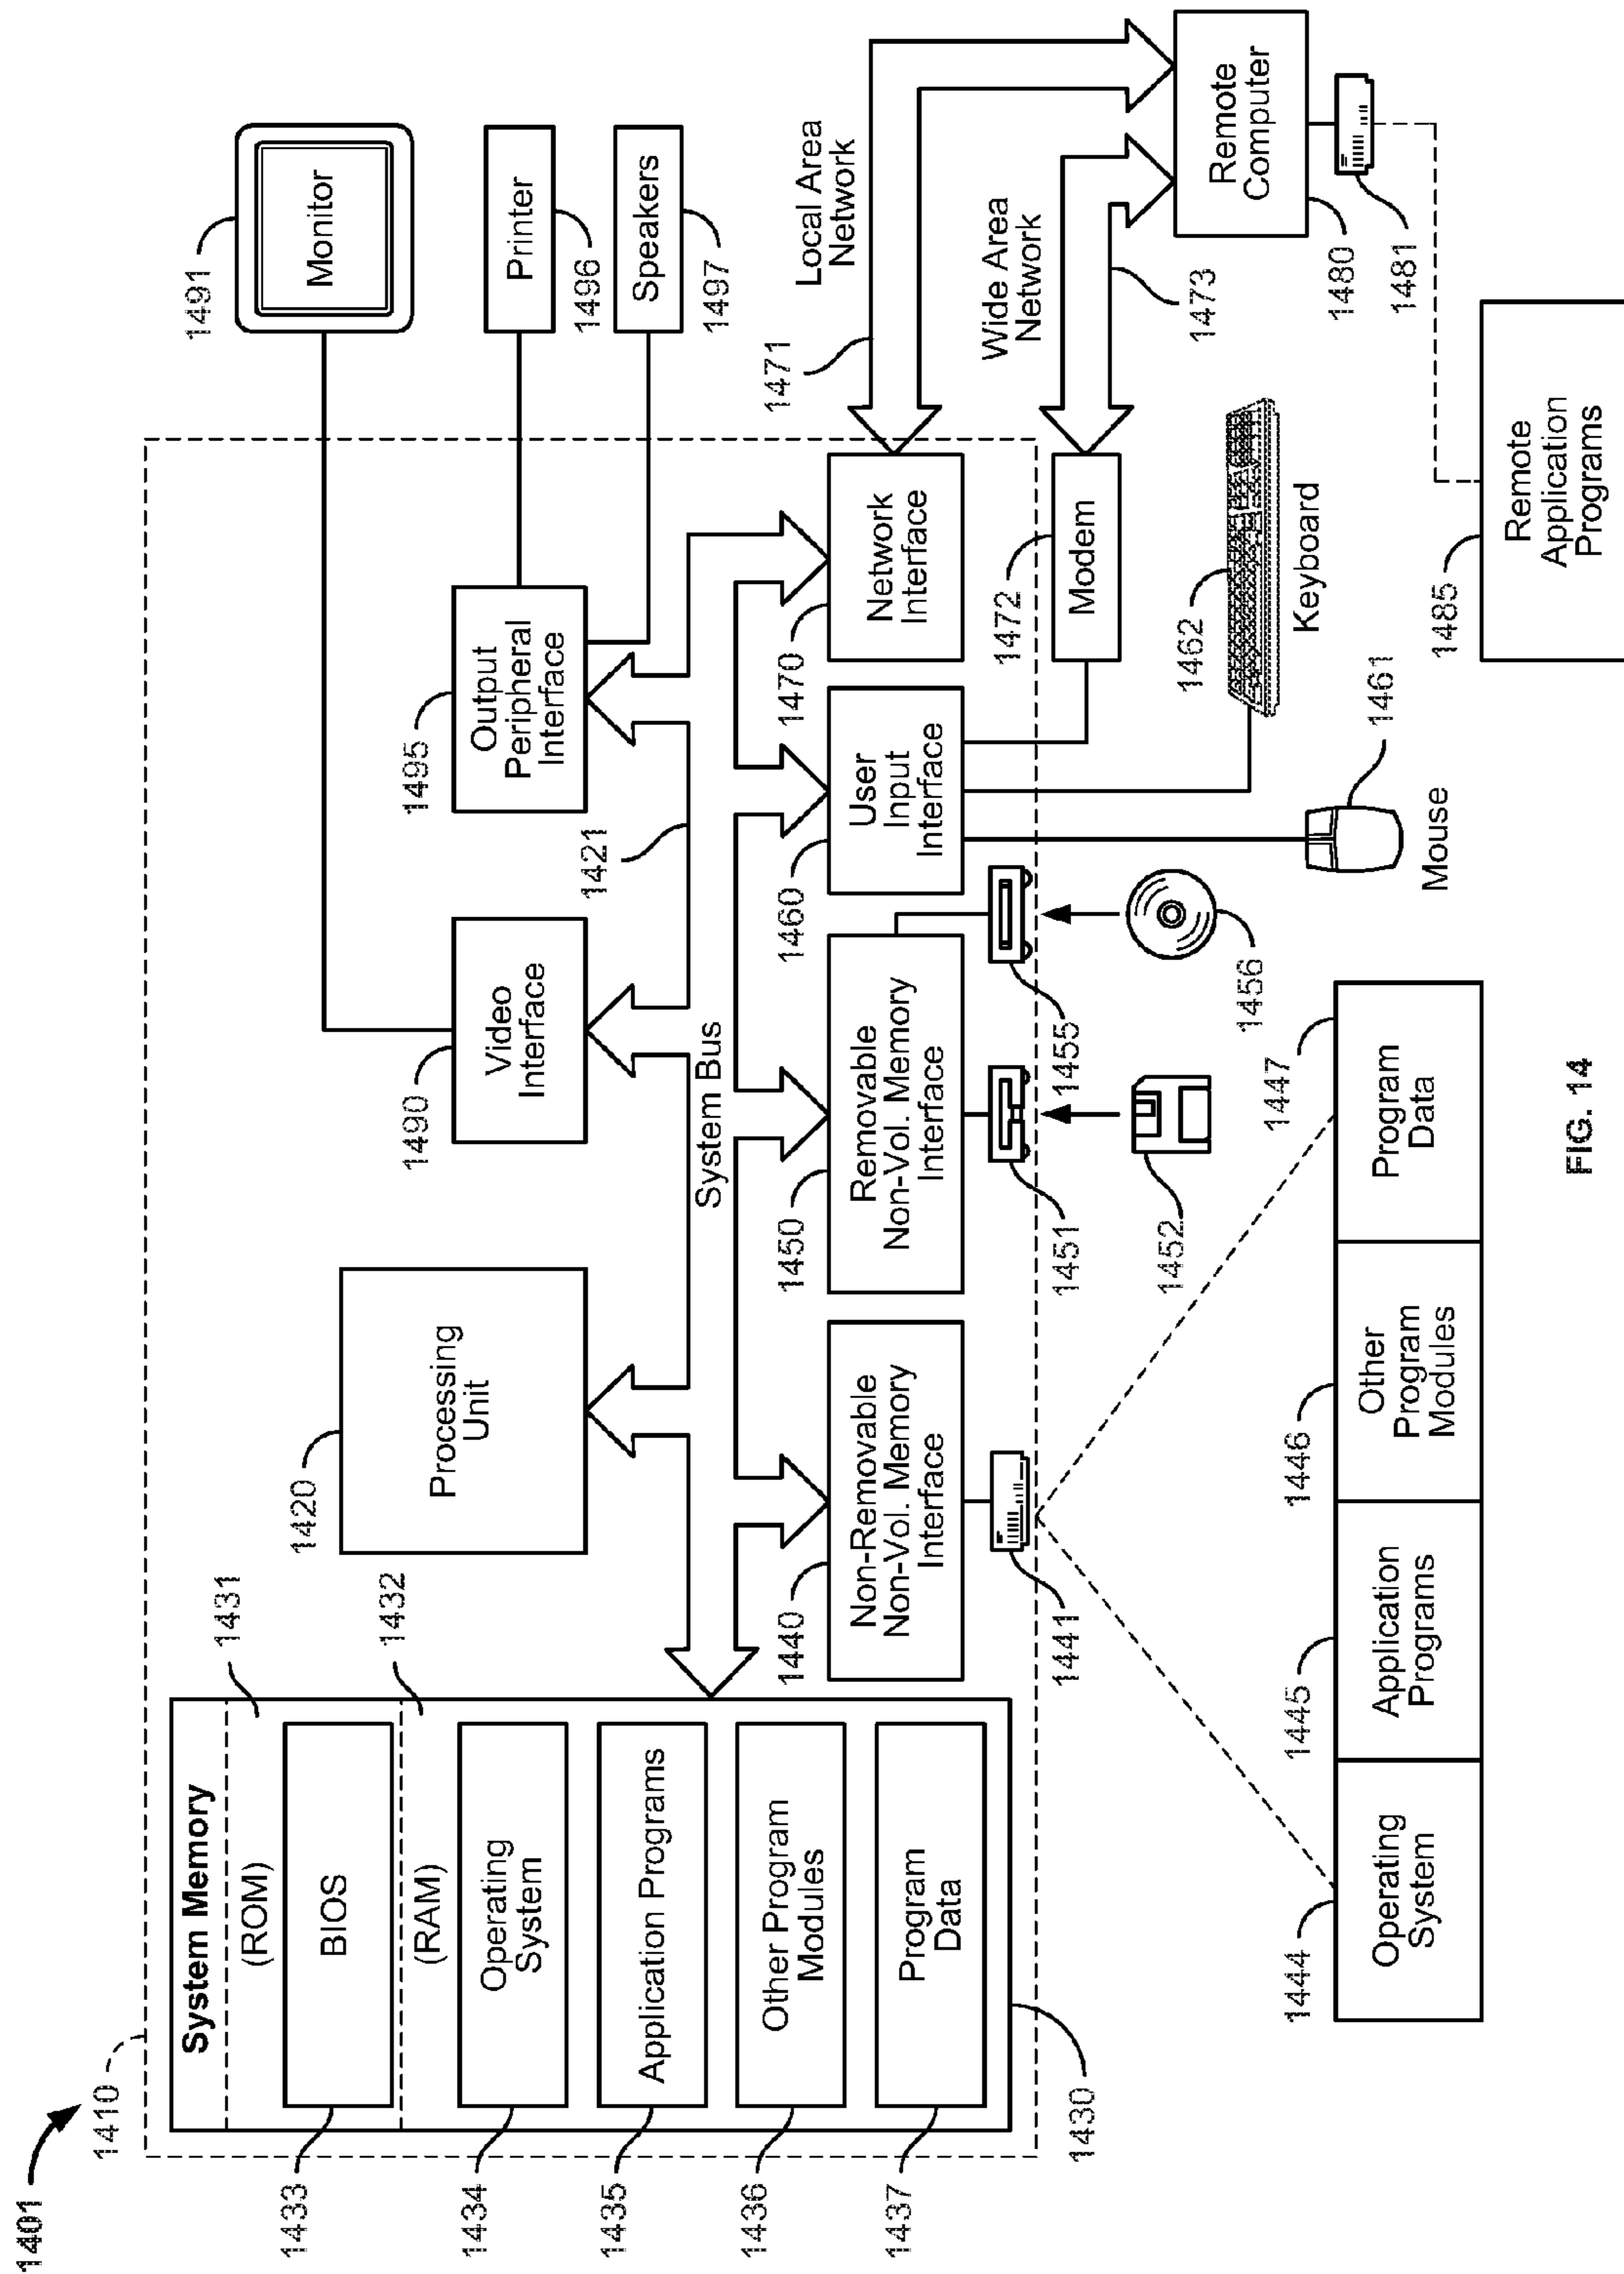 1401
1410
System Memory
(ROM)
1431
BIOS
1433
(RAM)
1432
Operating
System
1434
Application Programs
1435
Other Program
Modules
1436
Program
Data
1437
1430
1420
Processing
Unit
1490
Video
Interface
1495
Output
Peripheral
Interface
1421
System Bus
1491
Monitor
Printer
1496
Speakers
1497
1440
Non-Removable
Non-Vol. Memory
Interface
1441
1450
Removable
Non-Vol. Memory
Interface
1451
1455
1452
1456
1460
User
Input
Interface
1470
Network
Interface
1472
Modem
1471
Local Area
Network
Wide Area
Network
1473
Remote
Computer
1480
1481
1462
Keyboard
1461
Mouse
1485
Remote
Application
Programs
1444
Operating
System
1445
Application
Programs
1446
Other
Program
Modules
1447
Program
Data
FIG. 14